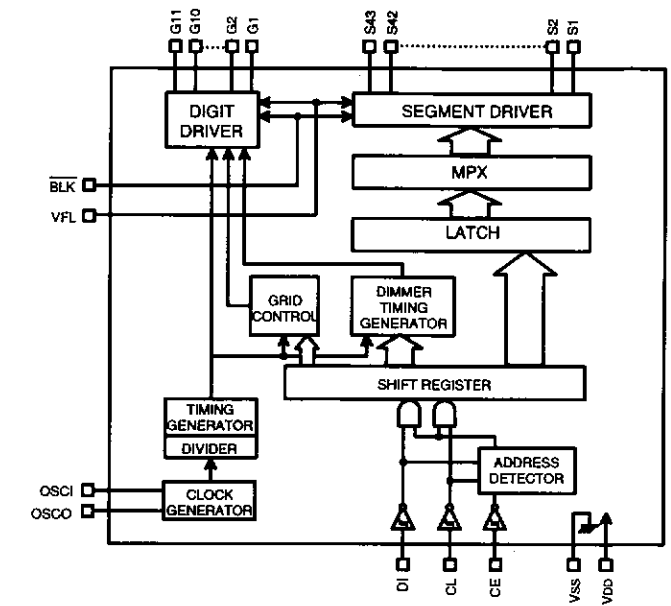 G11 G10 G2 G1 S43 S42 S2 S1
DIGIT
DRIVER
SEGMENT DRIVER
MPX
BLK
VFL
LATCH
GRID
CONTROL
DIMMER
TIMING
GENERATOR
SHIFT REGISTER
TIMING
GENERATOR
DIVIDER
ADDRESS
DETECTOR
OSCI
OSCO
CLOCK
GENERATOR
DI CL CE VSS VDD